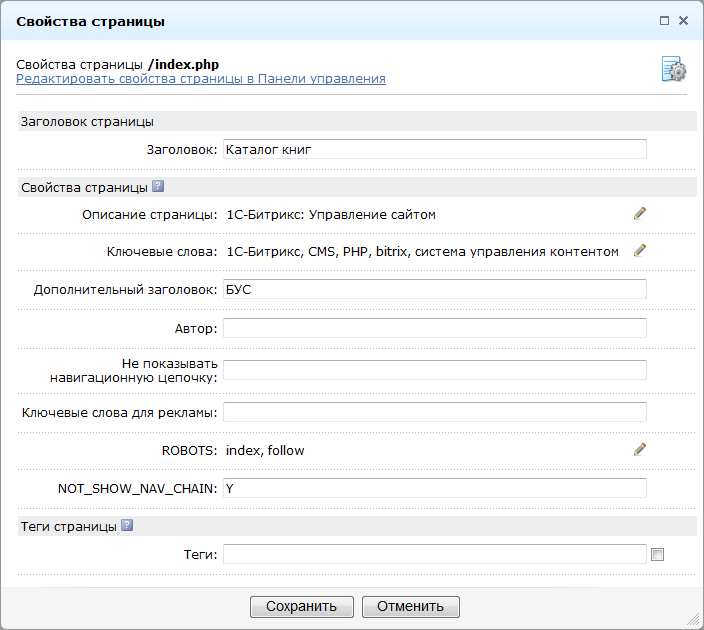 Свойства страницы
Свойства страницы /index.php
Редактировать свойства страницы в Панели управления
Заголовок страницы
Заголовок: Каталог книг
Свойства страницы ?
Описание страницы: 1С-Битрикс: Управление сайтом
Ключевые слова: 1С-Битрикс, CMS, PHP, bitrix, система управления контентом
Дополнительный заголовок: БУС
Автор:
Не показывать
навигационную цепочку:
Ключевые слова для рекламы:
ROBOTS: index, follow
NOT_SHOW_NAV_CHAIN: Y
Теги страницы ?
Теги:
Сохранить Отменить